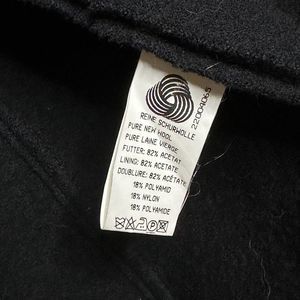 REINE SCHURWOLLE
PURE NEW WOOL
PURE LAINE VIERGE
FUTTER: 82% ACETAT
LINING: 82% ACETATE
DOUBLURE: 82% ACETATE
18% POLYAMID
18% NYLON
18% POLYAMIDE
22004065